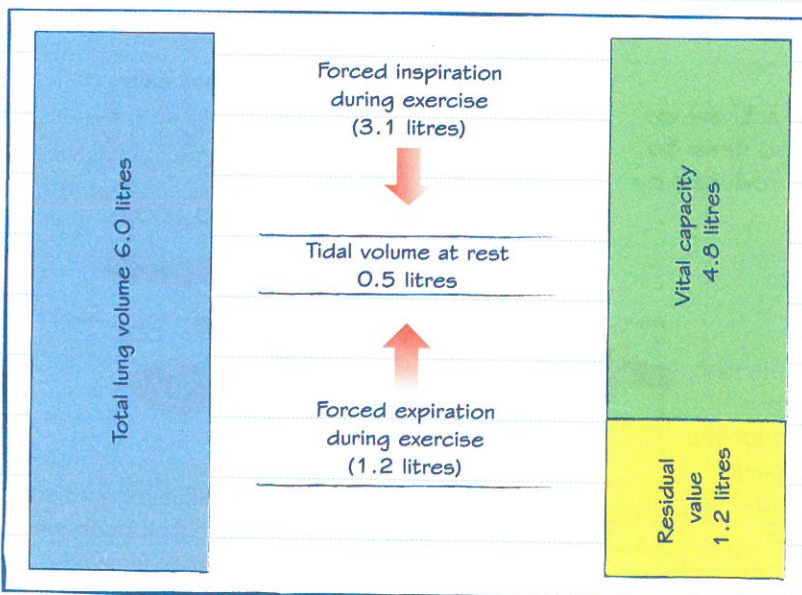 Total lung volume 6.0 litres
Forced inspiration
during exercise
(3.1 litres)
Tidal volume at rest
0.5 litres
Forced expiration
during exercise
(1.2 litres)
Vital capacity
4.8 litres
Residual
value
1.2 litres